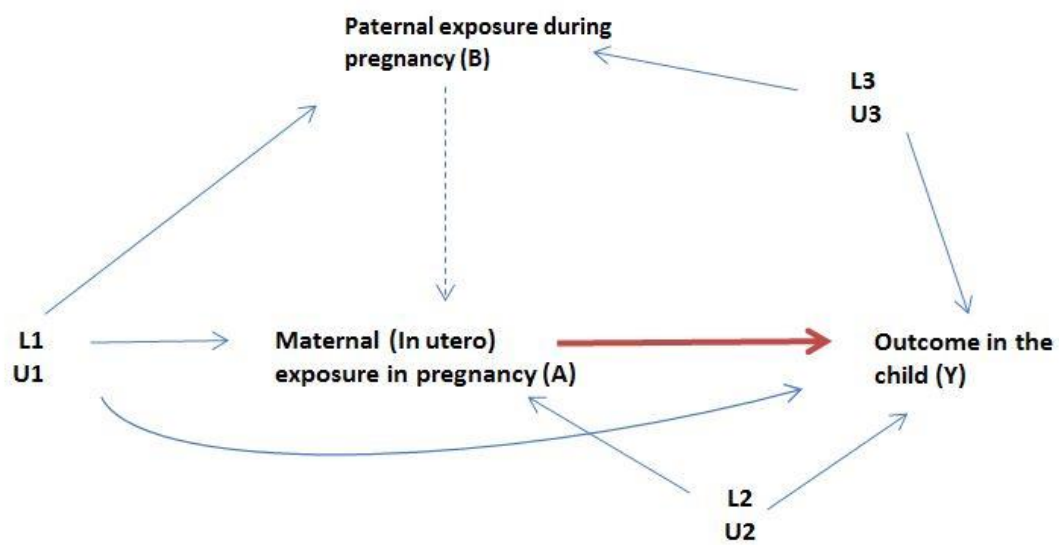 Paternal exposure during
pregnancy (B)
L3
U3
L1
U1
Maternal (In utero)
exposure in pregnancy (A)
Outcome in the
child (Y)
L2
U2